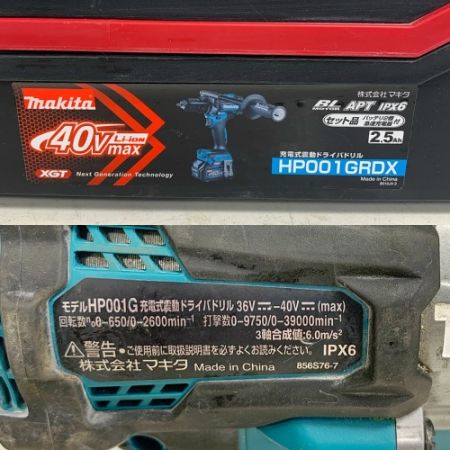 makita
40Vmax
Li-ion
XGT Next Generation Technology
株式会社マキタ
BL MOTOR APT IPX6
セット品 バッテリ2個 急速充電器 付
2.5Ah
充電式震動ドライバドリル
HP001GRDX
Made in China
モデルHP001G 充電式震動ドライバドリル 36V⎓-40V⎓(max)
回転数n₀0-650/0-2600min⁻¹ 打撃数0-9750/0-39000min⁻¹
3軸合成値:6.0m/s²
⚠警告・ご使用前に取扱説明書を必ずよくお読みください。 IPX6
株式会社 マキタ Made in China 856S76-7